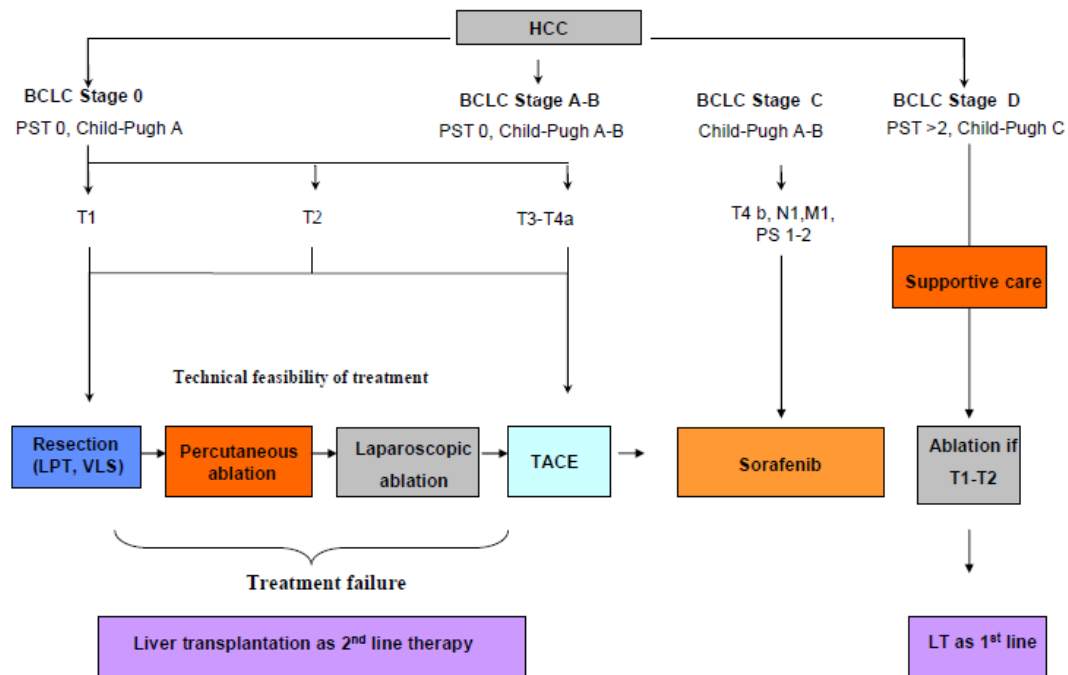 HCC
BCLC Stage 0
PST 0, Child-Pugh A
BCLC Stage A-B
PST 0, Child-Pugh A-B
BCLC Stage C
Child-Pugh A-B
BCLC Stage D
PST >2, Child-Pugh C
T1
T2
T3-T4a
T4 b, N1,M1,
PS 1-2
Supportive care
Technical feasibility of treatment
Resection
(LPT, VLS)
Percutaneous
ablation
Laparoscopic
ablation
TACE
Sorafenib
Ablation if
T1-T2
Treatment failure
Liver transplantation as 2nd line therapy
LT as 1st line